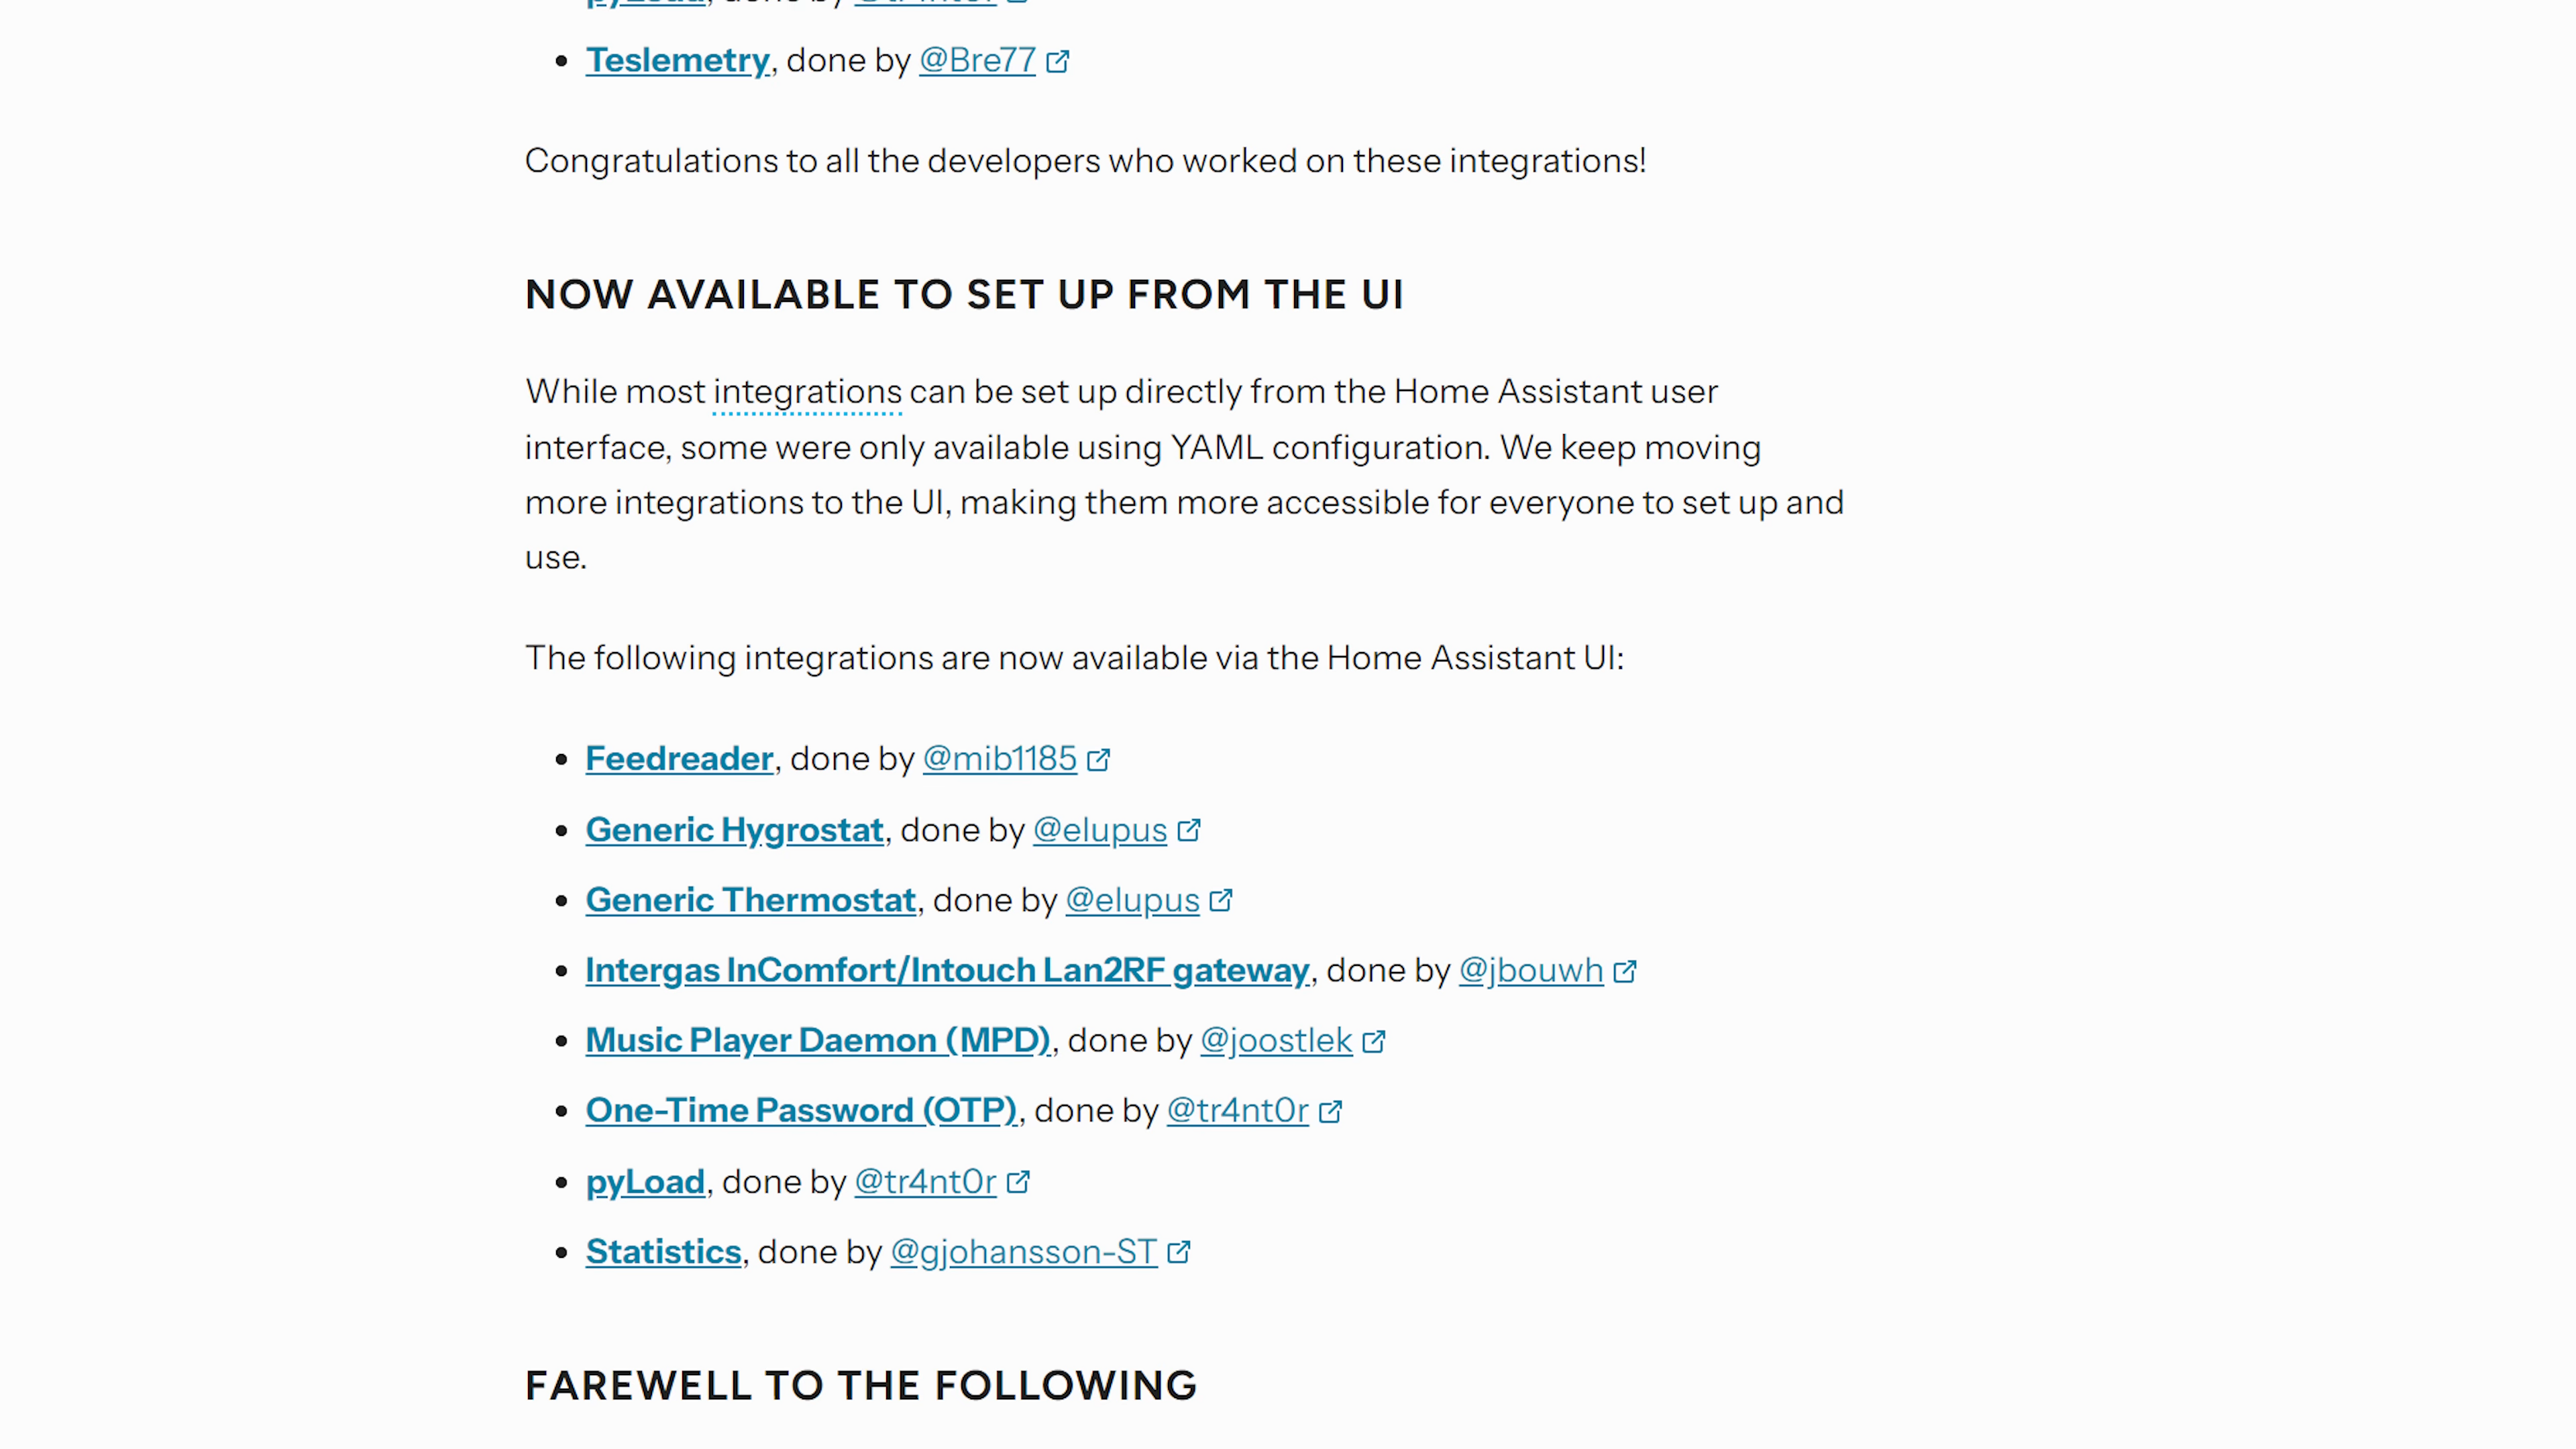 Teslemetry, done by @Bre77
Congratulations to all the developers who worked on these integrations!
NOW AVAILABLE TO SET UP FROM THE UI
While most integrations can be set up directly from the Home Assistant user
interface, some were only available using YAML configuration. We keep moving
more integrations to the UI, making them more accessible for everyone to set up and
use.
The following integrations are now available via the Home Assistant UI:
Feedreader, done by @mib1185
Generic Hygrostat, done by @elupus
Generic Thermostat, done by @elupus
Intergas InComfort/Intouch Lan2RF gateway, done by @jbouwh
Music Player Daemon (MPD), done by @joostlek
One-Time Password (OTP), done by @tr4nt0r
pyLoad, done by @tr4nt0r
Statistics, done by @gjohansson-ST
FAREWELL TO THE FOLLOWING